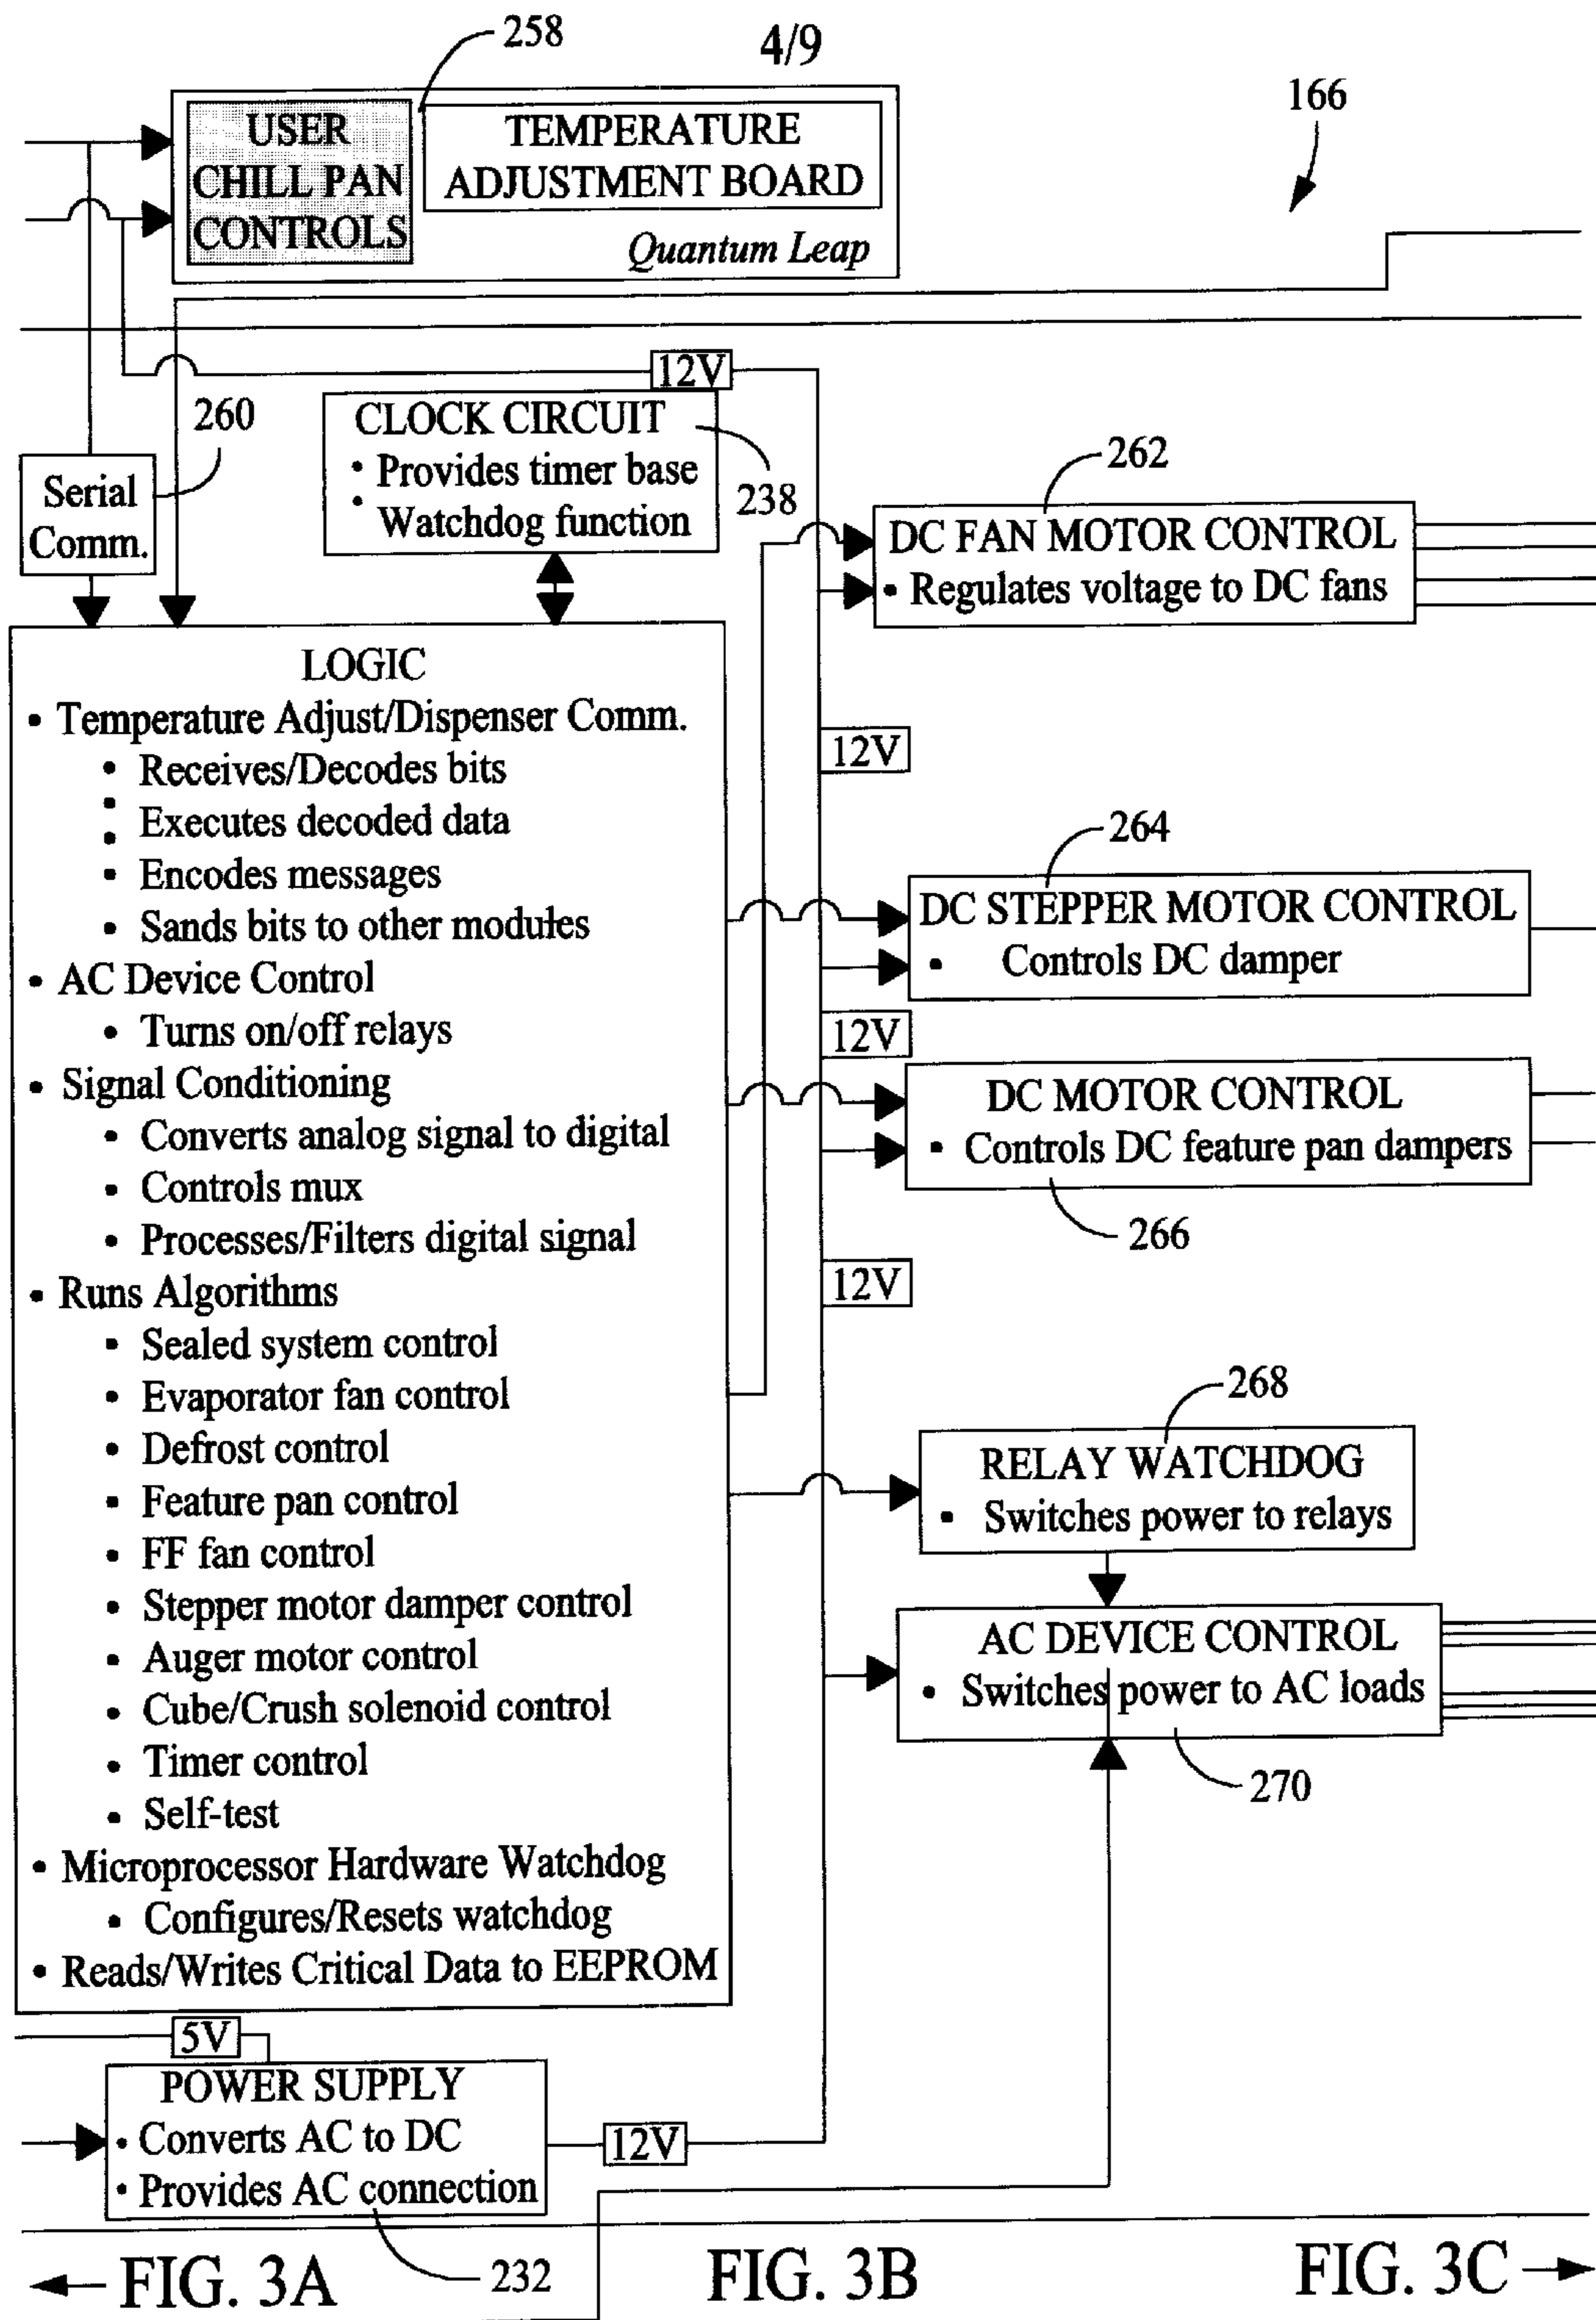 4/9
258
166
USER
CHILL PAN
CONTROLS
TEMPERATURE
ADJUSTMENT BOARD
Quantum Leap
12V
260
Serial
Comm.
CLOCK CIRCUIT
• Provides timer base
• Watchdog function
238
262
DC FAN MOTOR CONTROL
• Regulates voltage to DC fans
LOGIC
• Temperature Adjust/Dispenser Comm.
• Receives/Decodes bits
•
• Executes decoded data
• Encodes messages
• Sands bits to other modules
• AC Device Control
• Turns on/off relays
• Signal Conditioning
• Converts analog signal to digital
• Controls mux
• Processes/Filters digital signal
• Runs Algorithms
• Sealed system control
• Evaporator fan control
• Defrost control
• Feature pan control
• FF fan control
• Stepper motor damper control
• Auger motor control
• Cube/Crush solenoid control
• Timer control
• Self-test
• Microprocessor Hardware Watchdog
• Configures/Resets watchdog
• Reads/Writes Critical Data to EEPROM
12V
264
DC STEPPER MOTOR CONTROL
• Controls DC damper
12V
DC MOTOR CONTROL
• Controls DC feature pan dampers
266
12V
268
RELAY WATCHDOG
• Switches power to relays
AC DEVICE CONTROL
• Switches power to AC loads
270
5V
POWER SUPPLY
• Converts AC to DC
• Provides AC connection
12V
232
FIG. 3A
FIG. 3B
FIG. 3C